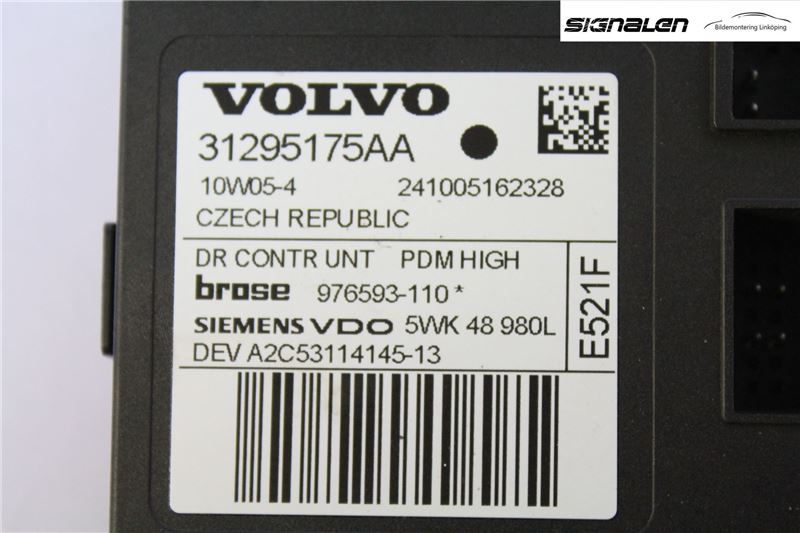 SIGNALEN
Bildemontering Linköping
VOLVO
31295175AA
10W05-4 241005162328
CZECH REPUBLIC
DR CONTR UNT PDM HIGH
brose 976593-110*
SIEMENS VDO 5WK 48 980L
DEV A2C53114145-13
E521F